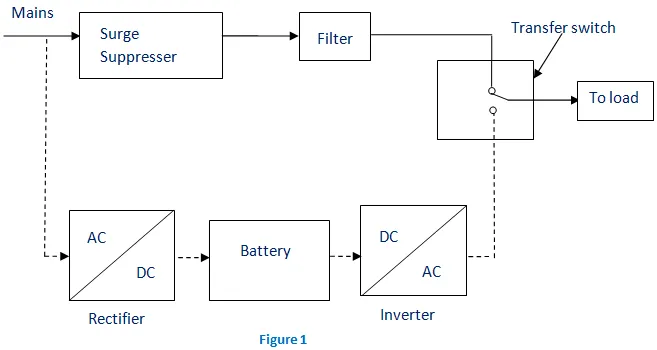 Mains
Surge
Suppresser
Filter
Transfer switch
To load
AC
DC
Rectifier
Battery
DC
AC
Inverter
Figure 1